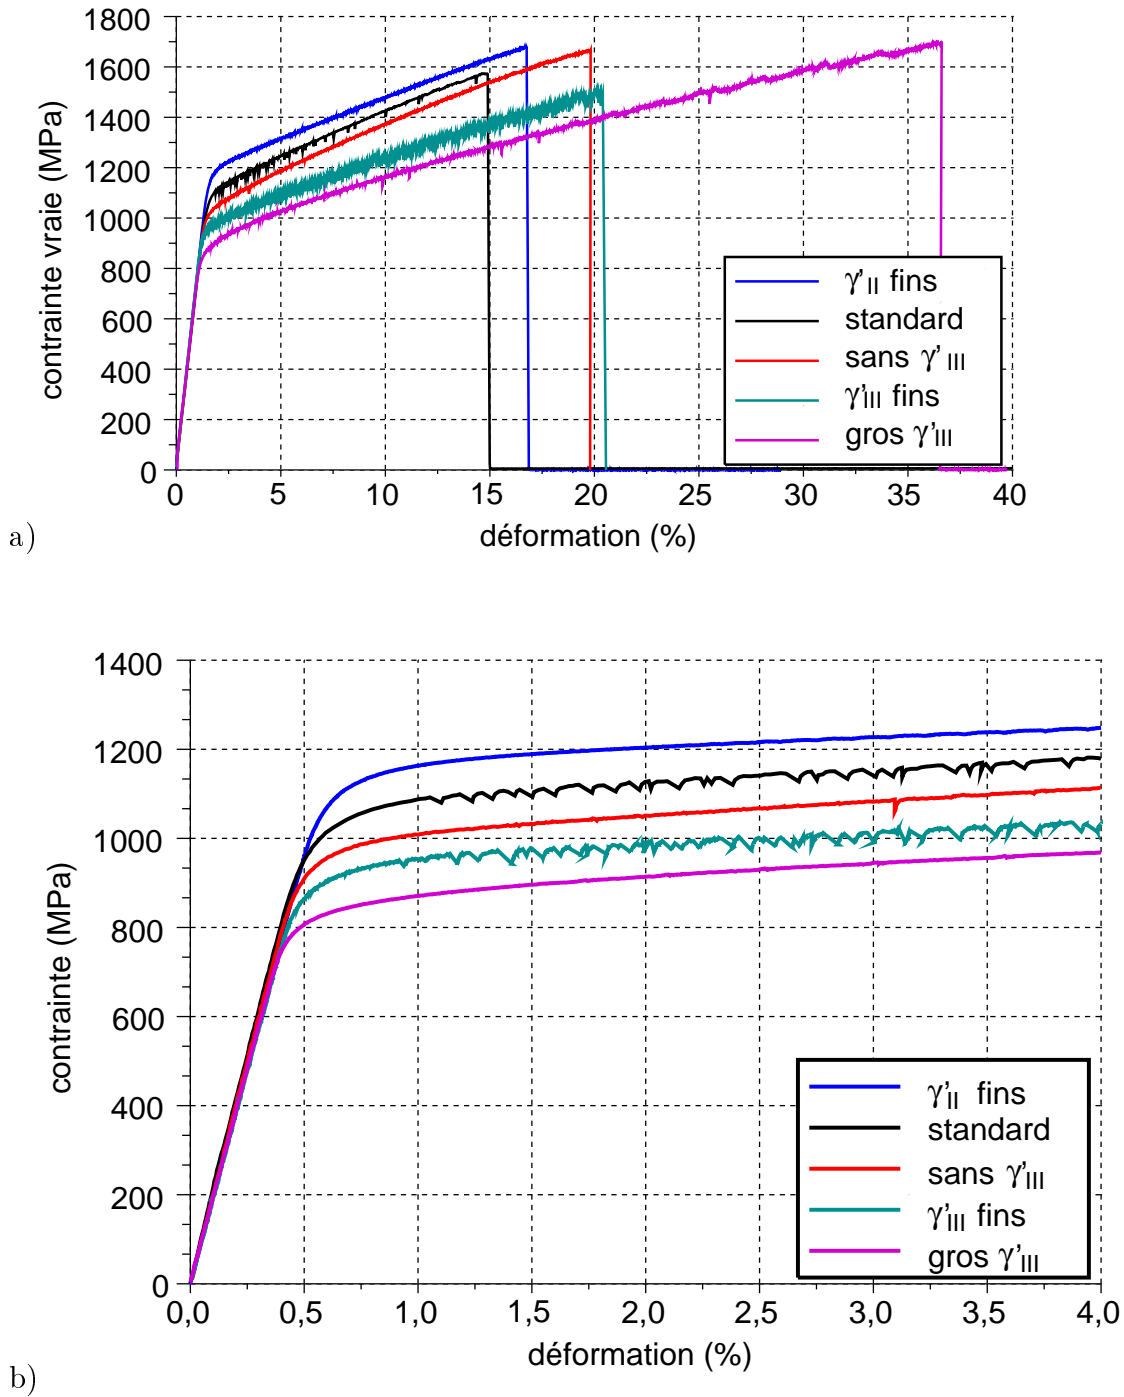 1800
1600
1400
1200
1000
800
600
400
200
0
contrainte vraie (MPa)
γ'II fins
standard
sans γ'III
γ'III fins
gros γ'III
0 5 10 15 20 25 30 35 40
déformation (%)
a)
1400
1200
1000
800
600
400
200
0
contrainte (MPa)
γ'II fins
standard
sans γ'III
γ'III fins
gros γ'III
0,0 0,5 1,0 1,5 2,0 2,5 3,0 3,5 4,0
déformation (%)
b)